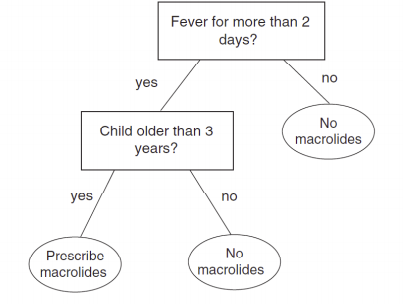 Fever for more than 2
days?
yes
no
Child older than 3
years?
No
macrolides
yes
no
Prescribe
macrolides
No
macrolides